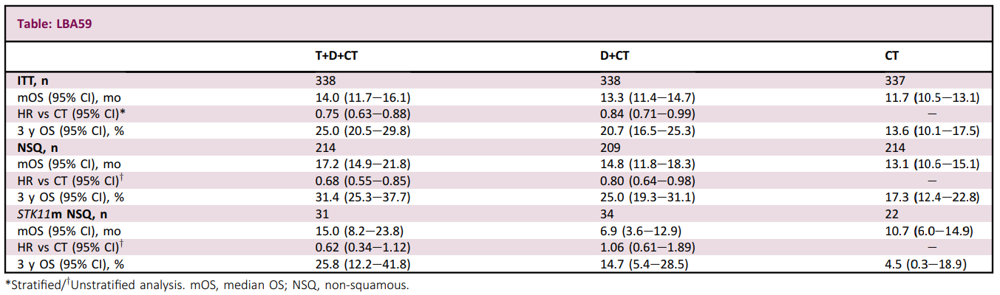 Table: LBA59
T+D+CT D+CT CT
ITT, n 338 338 337
mOS (95% CI), mo 14.0 (11.7–16.1) 13.3 (11.4–14.7) 11.7 (10.5–13.1)
HR vs CT (95% CI)* 0.75 (0.63–0.88) 0.84 (0.71–0.99) –
3 y OS (95% CI), % 25.0 (20.5–29.8) 20.7 (16.5–25.3) 13.6 (10.1–17.5)
NSQ, n 214 209 214
mOS (95% CI), mo 17.2 (14.9–21.8) 14.8 (11.8–18.3) 13.1 (10.6–15.1)
HR vs CT (95% CI)† 0.68 (0.55–0.85) 0.80 (0.64–0.98) –
3 y OS (95% CI), % 31.4 (25.3–37.7) 25.0 (19.3–31.1) 17.3 (12.4–22.8)
STK11m NSQ, n 31 34 22
mOS (95% CI), mo 15.0 (8.2–23.8) 6.9 (3.6–12.9) 10.7 (6.0–14.9)
HR vs CT (95% CI)† 0.62 (0.34–1.12) 1.06 (0.61–1.89) –
3 y OS (95% CI), % 25.8 (12.2–41.8) 14.7 (5.4–28.5) 4.5 (0.3–18.9)
*Stratified/†Unstratified analysis. mOS, median OS; NSQ, non-squamous.